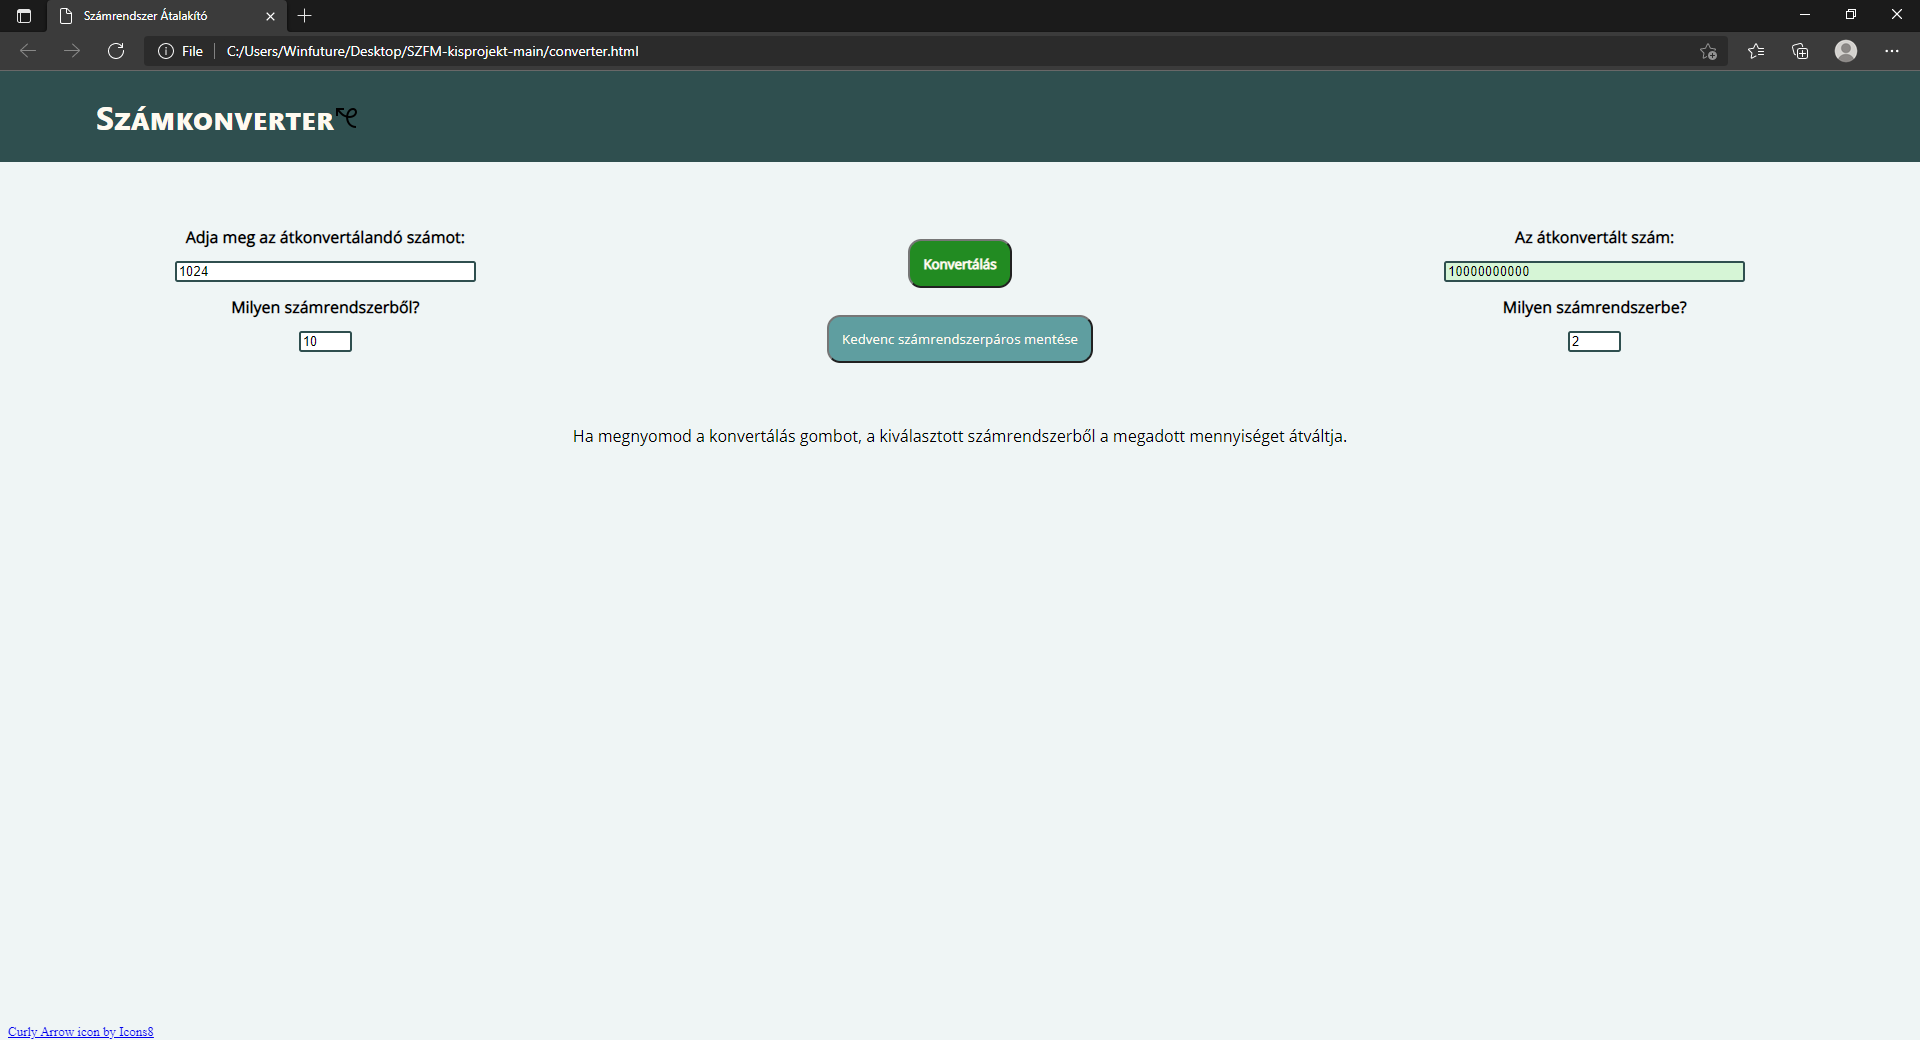 Számrendszer Átalakító
File
C:/Users/Winfuture/Desktop/SZFM-kisprojekt-main/converter.html
Számkonverter
Adja meg az átkonvertálandó számot:
1024
Milyen számrendszerből?
10
Konvertálás
Kedvenc számrendszerpáros mentése
Az átkonvertált szám:
10000000000
Milyen számrendszerbe?
2
Ha megnyomod a konvertálás gombot, a kiválasztott számrendszerből a megadott mennyiséget átváltja.
Curly Arrow icon by Icons8